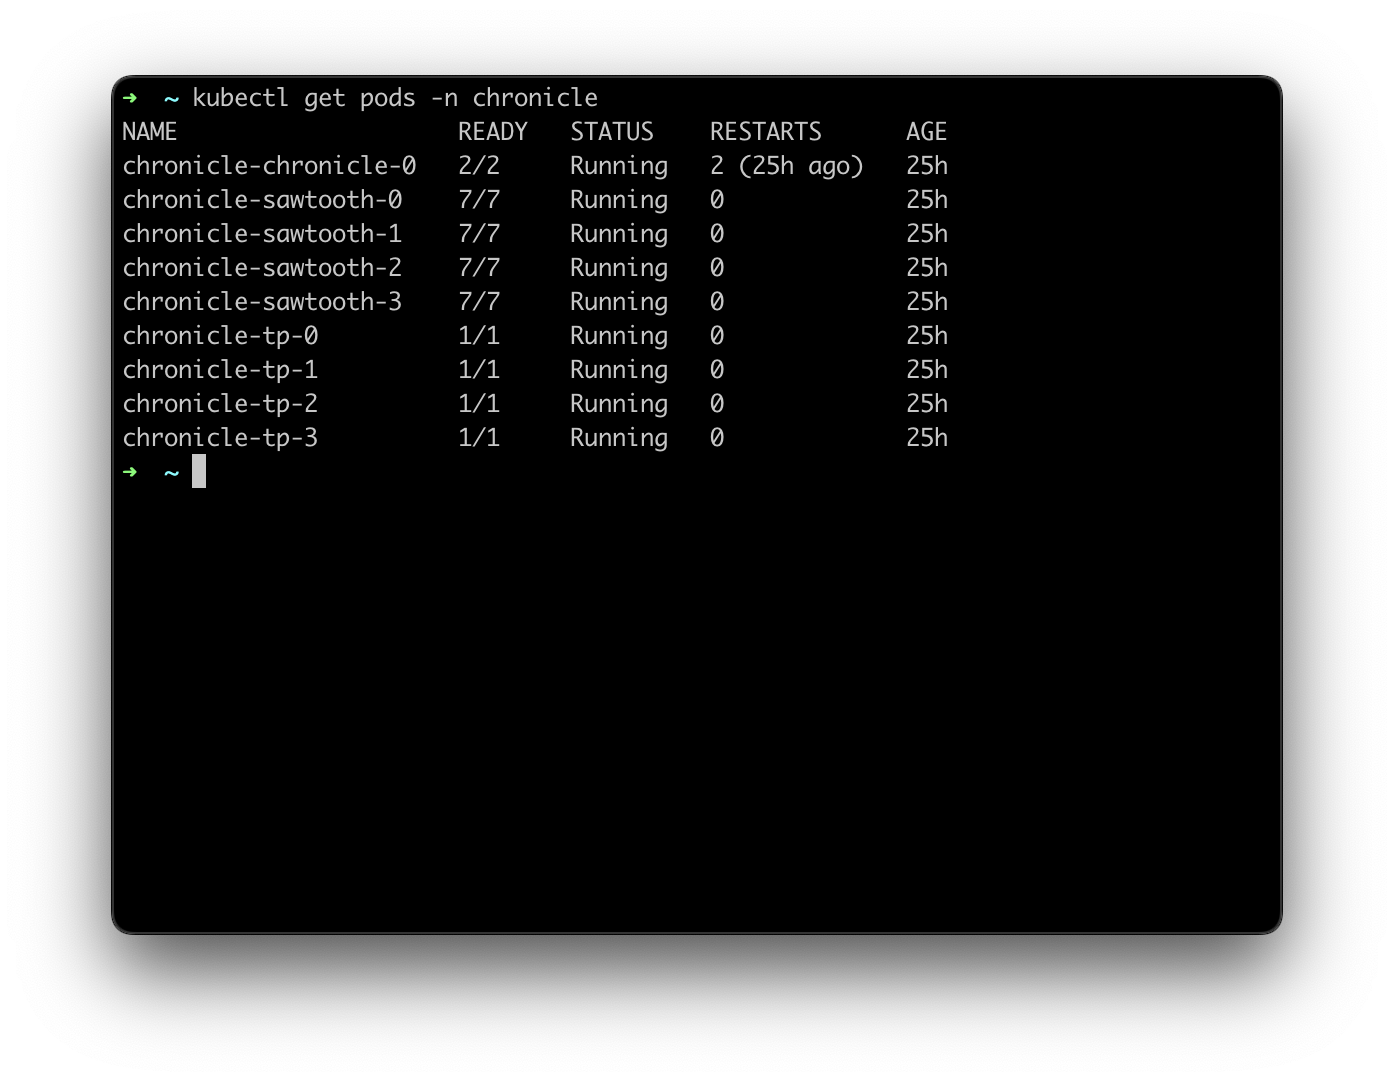 ➜  ~ kubectl get pods -n chronicle
NAME                    READY   STATUS    RESTARTS      AGE
chronicle-chronicle-0   2/2     Running   2 (25h ago)   25h
chronicle-sawtooth-0    7/7     Running   0             25h
chronicle-sawtooth-1    7/7     Running   0             25h
chronicle-sawtooth-2    7/7     Running   0             25h
chronicle-sawtooth-3    7/7     Running   0             25h
chronicle-tp-0          1/1     Running   0             25h
chronicle-tp-1          1/1     Running   0             25h
chronicle-tp-2          1/1     Running   0             25h
chronicle-tp-3          1/1     Running   0             25h
➜  ~